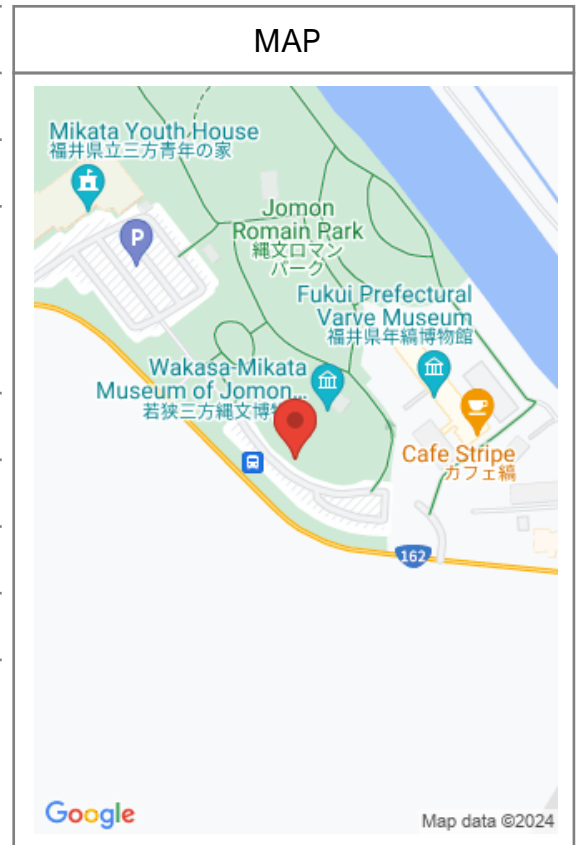 MAP
Mikata Youth House
福井県立三方青年の家
P
Jomon
Romain Park
縄文ロマン
パーク
Fukui Prefectural
Varve Museum
福井県年縞博物館
Wakasa-Mikata
Museum of Jomon...
若狭三方縄文博
Cafe Stripe
カフェ縞
162
Google
Map data ©2024